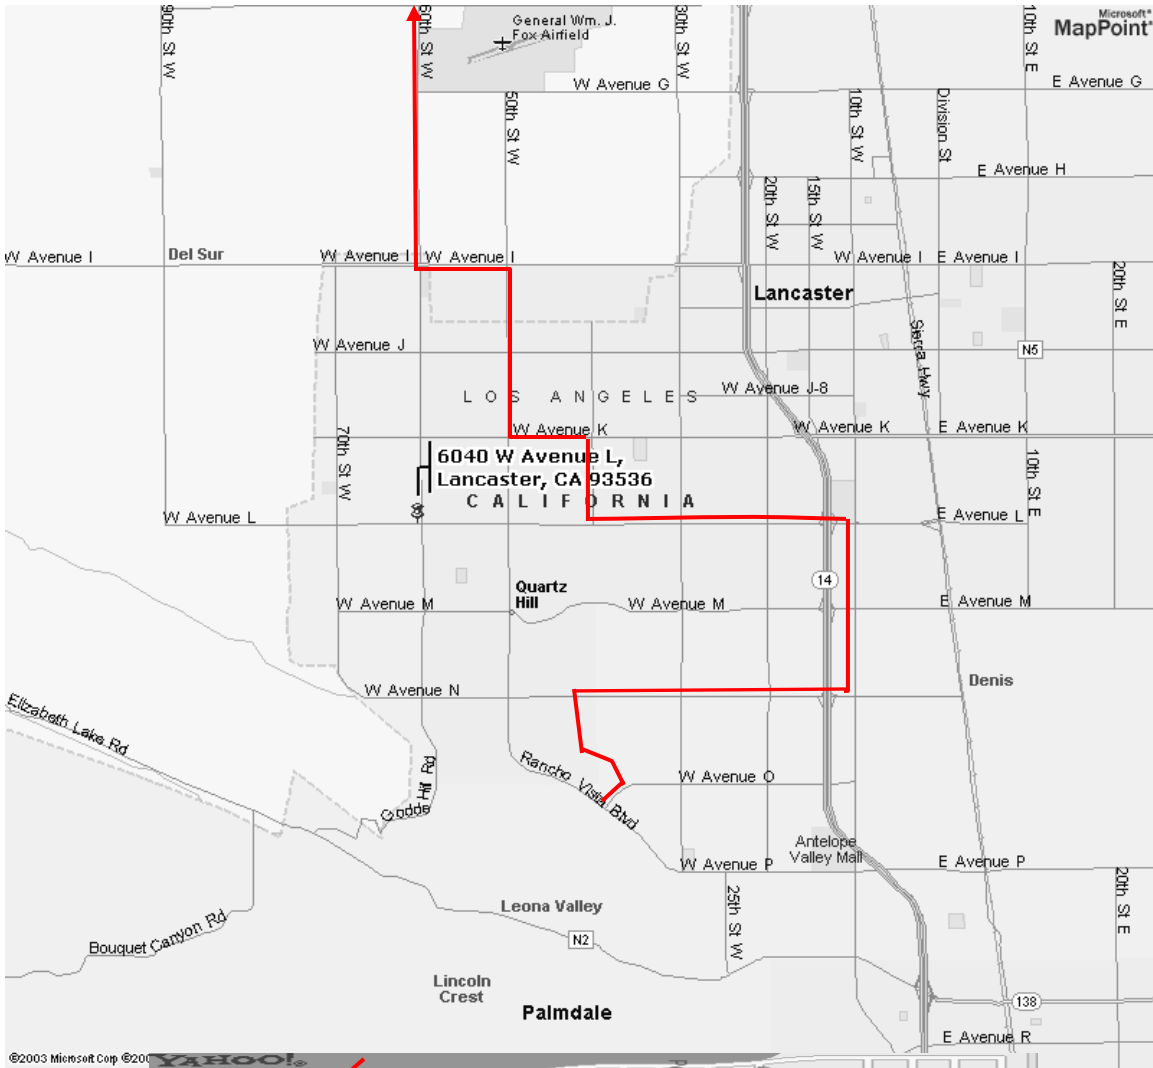 90th St W
60th St W
General Wm. J.
Fox Airfield
30th St W
10th St E
Microsoft®
MapPoint®
W Avenue G
E Avenue G
50th St W
10th St W
Division St
E Avenue H
20th St W
15th St W
W Avenue I
Del Sur
W Avenue I
W Avenue I
W Avenue I
E Avenue I
20th St E
Lancaster
Sierra Hwy
W Avenue J
N5
LOS ANGELES
W Avenue J-8
W Avenue K
W Avenue K
E Avenue K
70th St W
6040 W Avenue L,
Lancaster, CA 93536
10th St E
CALIFORNIA
W Avenue L
E Avenue L
14
Quartz
Hill
W Avenue M
W Avenue M
E Avenue M
W Avenue N
Denis
Elizabeth Lake Rd
Godde Hill Rd
Rancho Vista Blvd
W Avenue O
Antelope
Valley Mall
W Avenue P
E Avenue P
25th St W
20th St E
Leona Valley
Bouquet Canyon Rd
N2
Lincoln
Crest
Palmdale
138
E Avenue R
©2003 Microsoft Corp
YAHOO!®